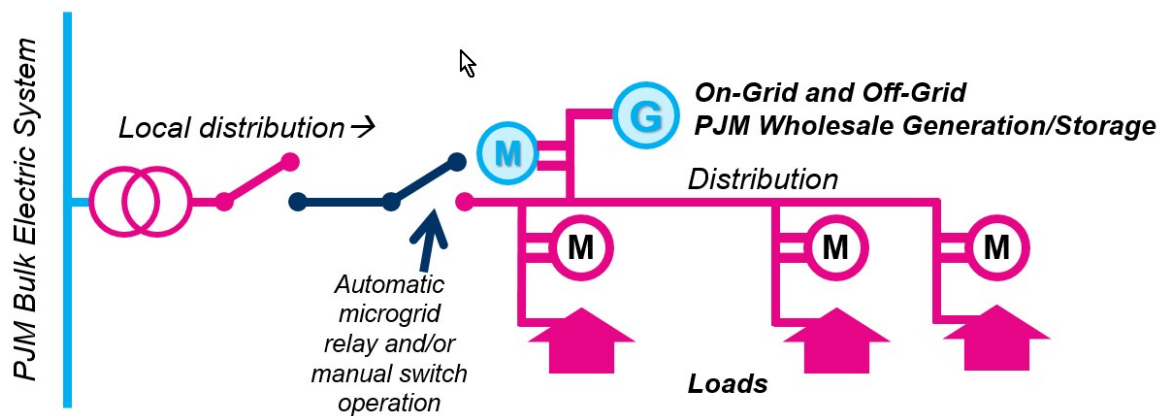 PJM Bulk Electric System
Local distribution→
M
G
On-Grid and Off-Grid
PJM Wholesale Generation/Storage
Distribution
M
M
M
Automatic
microgrid
relay and/or
manual switch
operation
Loads